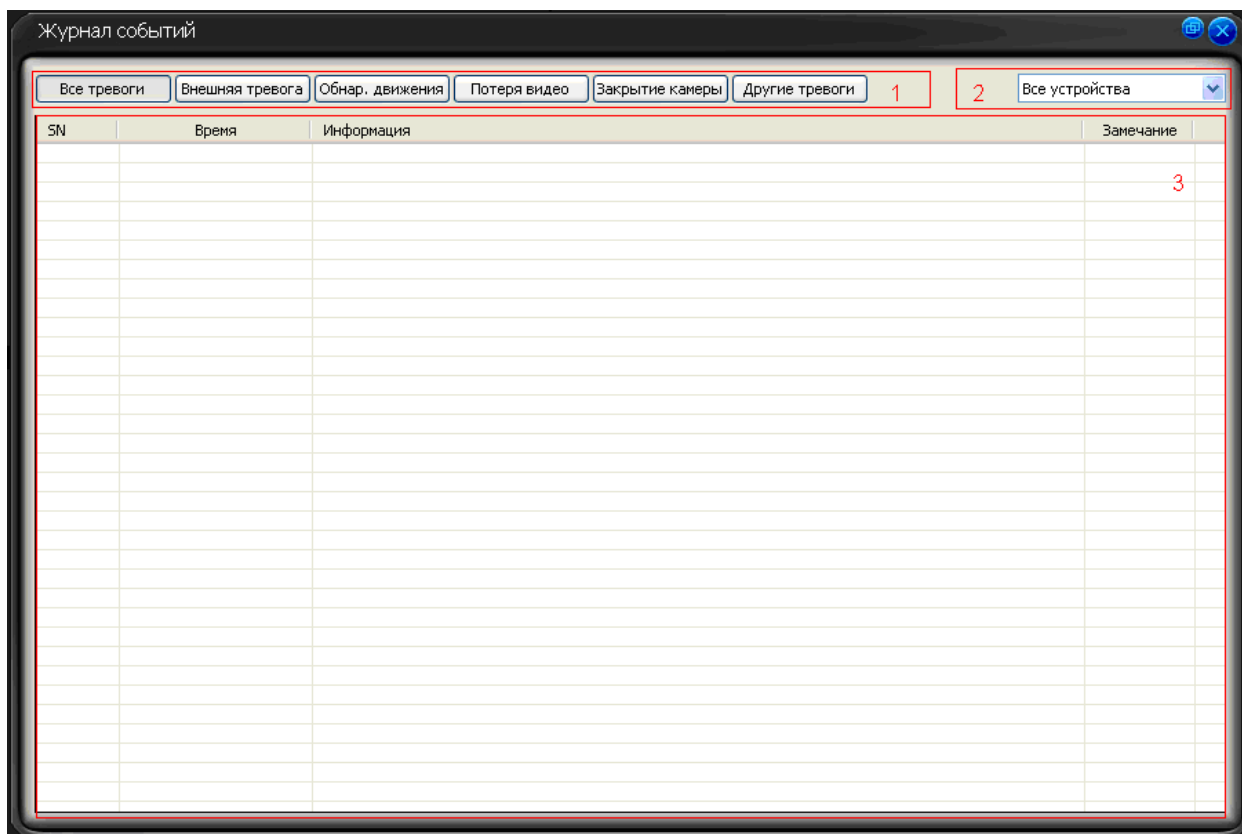 Журнал событий
Все тревоги Внешняя тревога Обнар. движения Потеря видео Закрытие камеры Другие тревоги 1 2 Все устройства
SN Время Информация Замечание
3